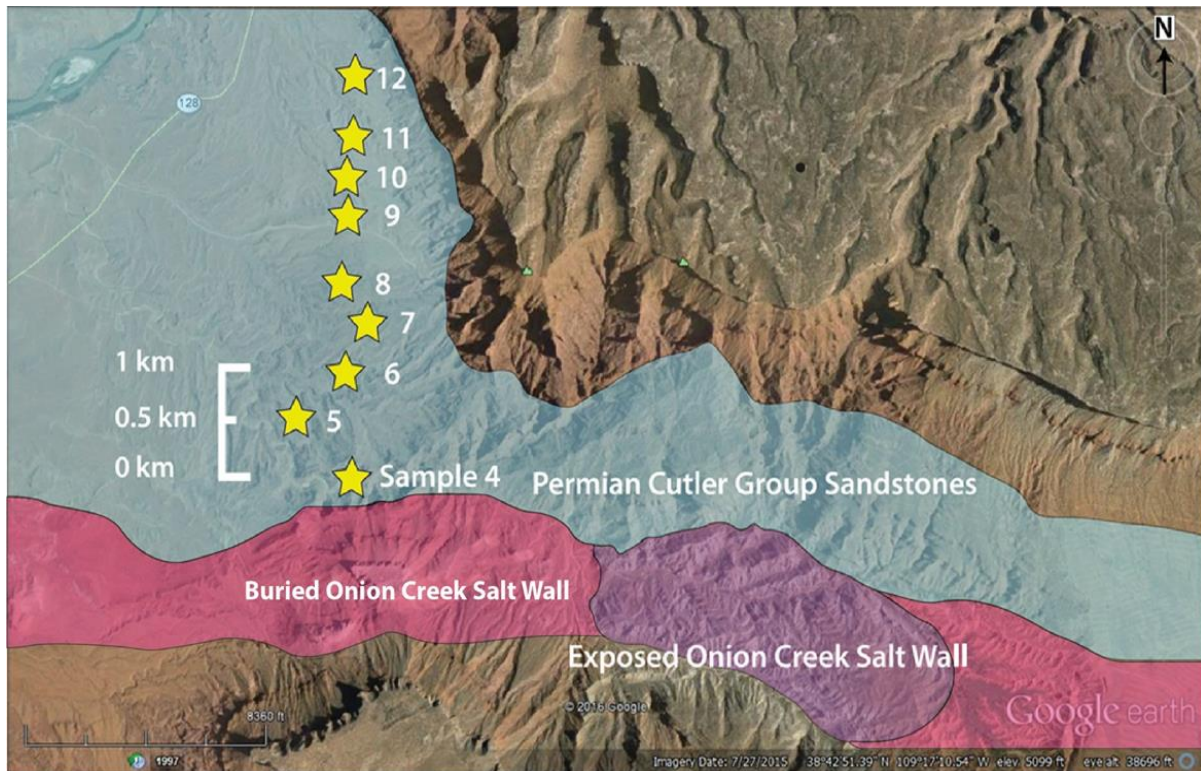 N
12
128
11
10
9
8
7
1 km
6
0.5 km
5
0 km
Sample 4
Permian Cutler Group Sandstones
Buried Onion Creek Salt Wall
Exposed Onion Creek Salt Wall
8360 ft
© 2016 Google
Google earth
1997
Imagery Date: 7/27/2015 38°42'51.39" N 109°17'10.54" W elev 5099 ft eye alt 38696 ft